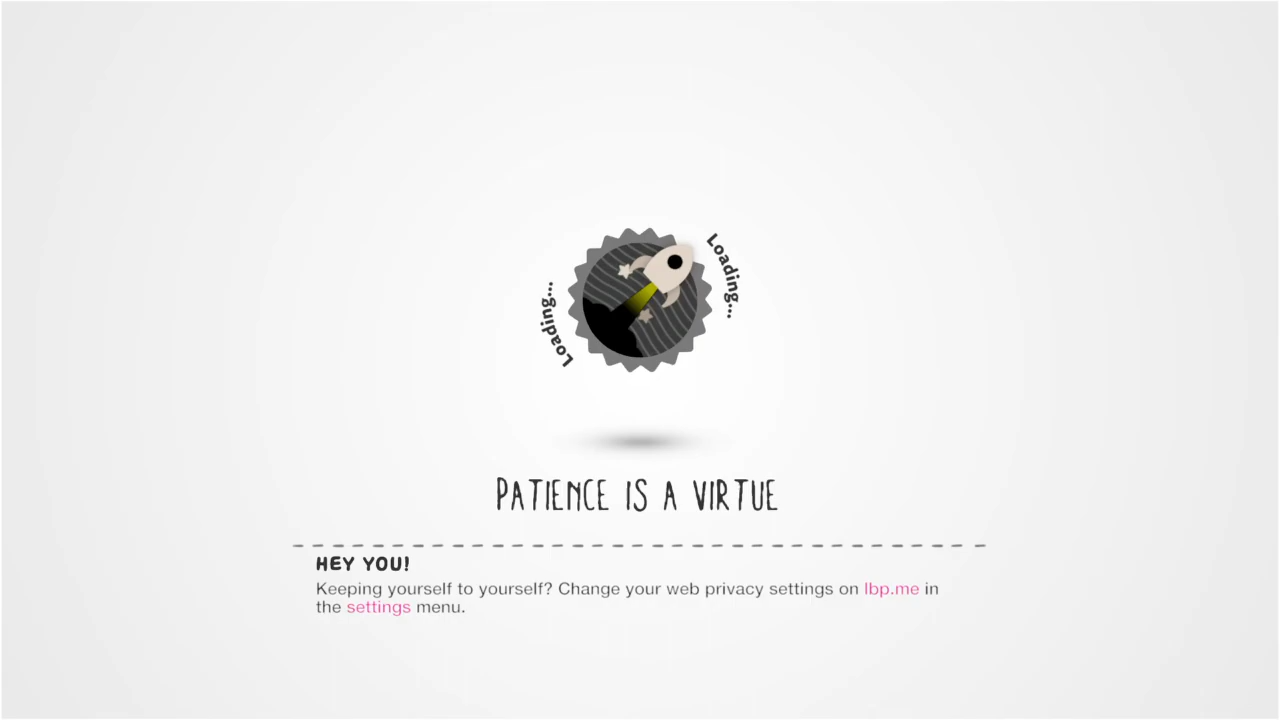 Loading...
Loading...
PATIENCE IS A VIRTUE
HEY YOU!
Keeping yourself to yourself? Change your web privacy settings on lbp.me in
the settings menu.